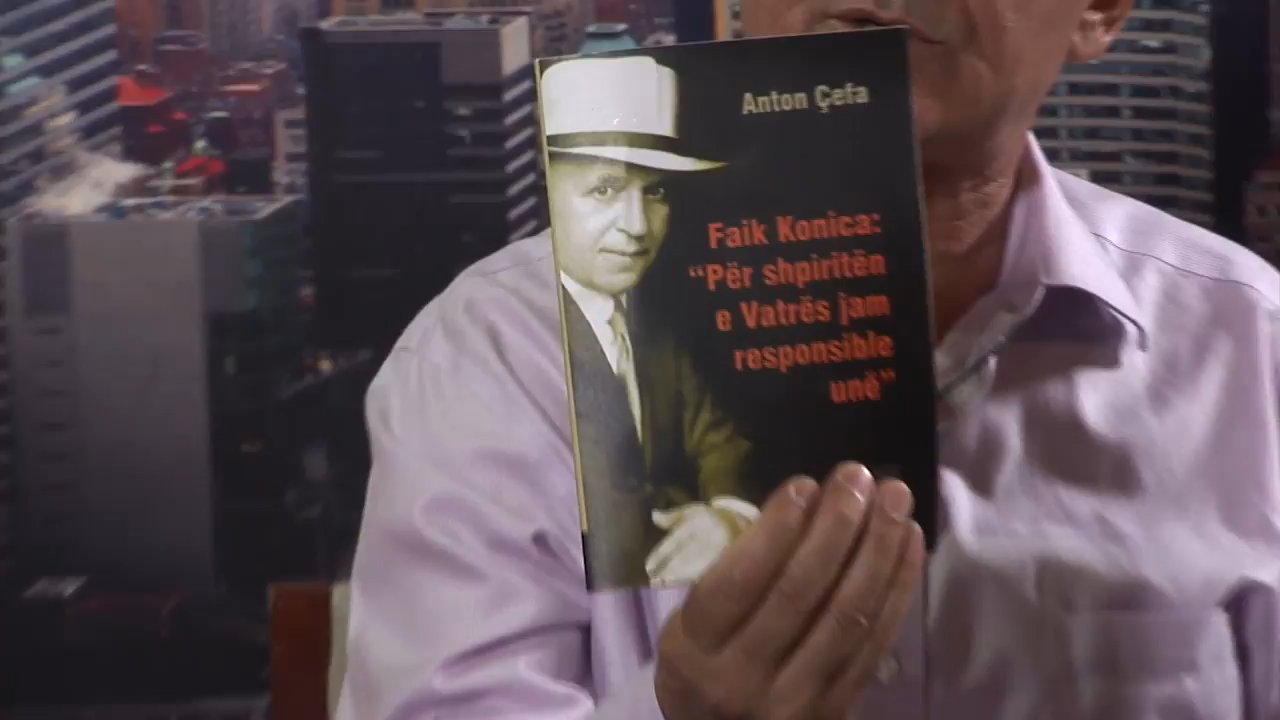 Anton Çefa
Faik Konica:
“Për shpiritën
e Vatrës jam
responsible
unë”